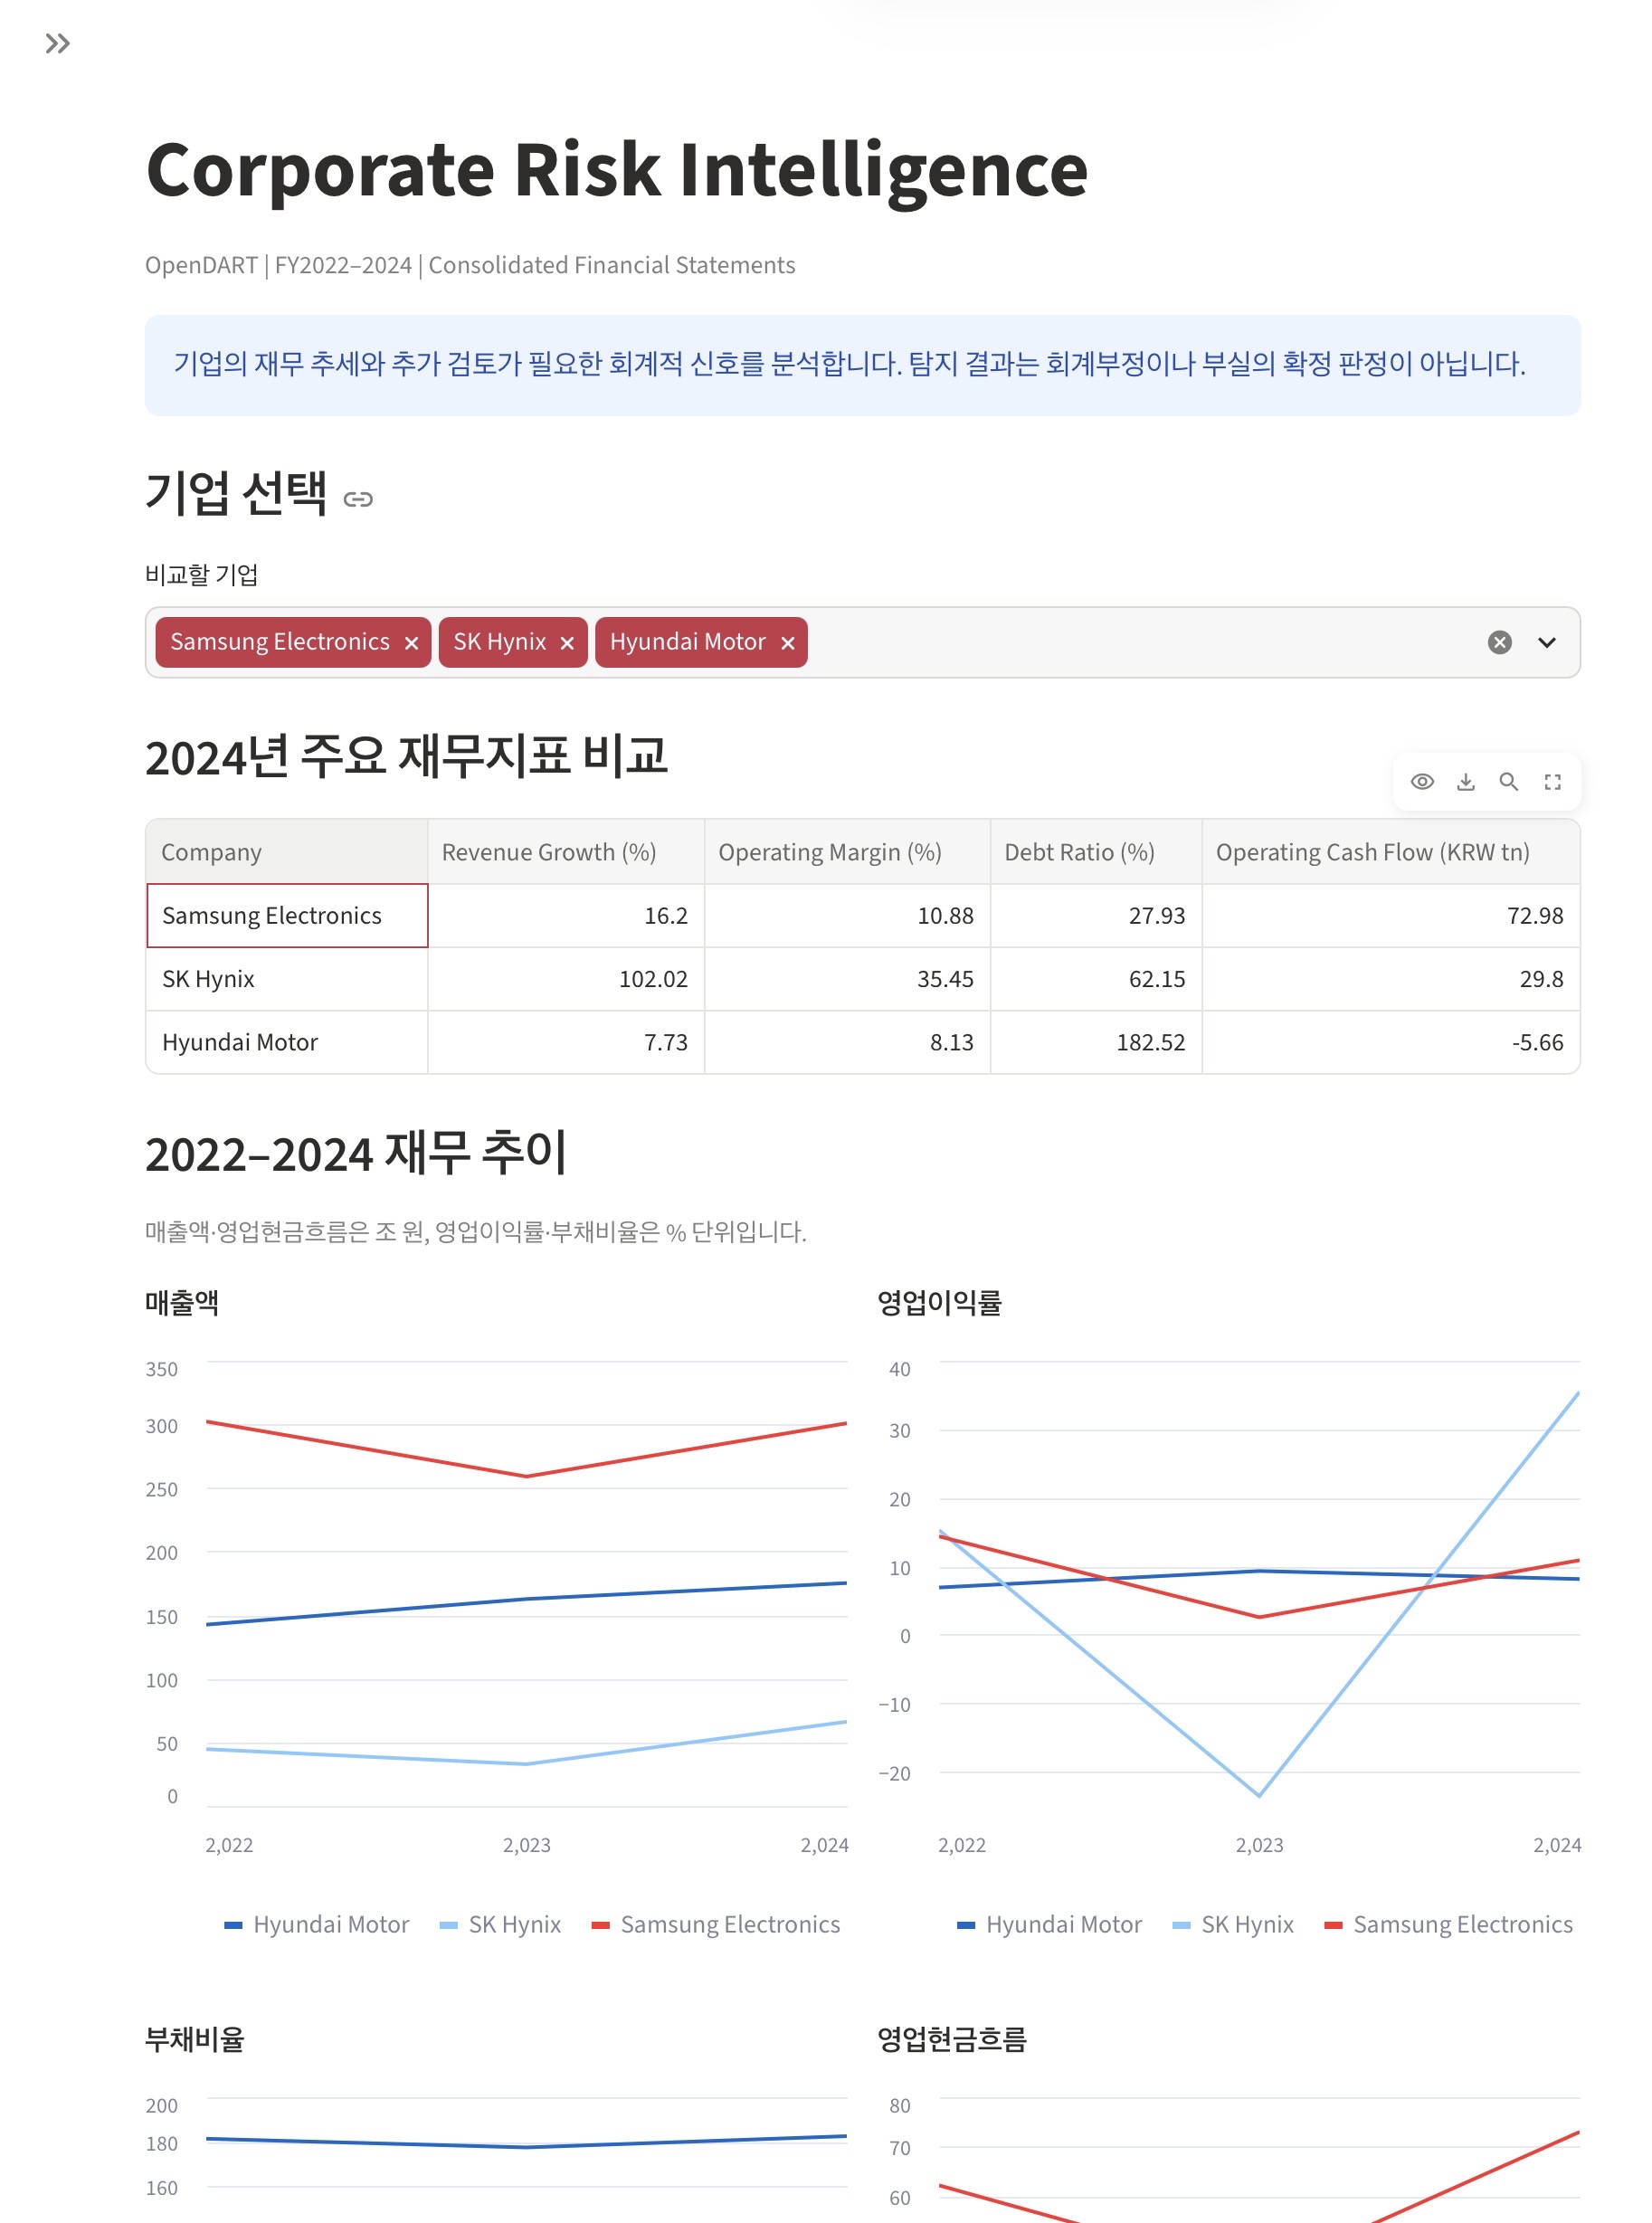 Corporate Risk Intelligence
OpenDART | FY2022–2024 | Consolidated Financial Statements
기업의 재무 추세와 추가 검토가 필요한 회계적 신호를 분석합니다. 탐지 결과는 회계부정이나 부실의 확정 판정이 아닙니다.
기업 선택
비교할 기업
Samsung Electronics SK Hynix Hyundai Motor
2024년 주요 재무지표 비교
Company Revenue Growth (%) Operating Margin (%) Debt Ratio (%) Operating Cash Flow (KRW tn)
Samsung Electronics 16.2 10.88 27.93 72.98
SK Hynix 102.02 35.45 62.15 29.8
Hyundai Motor 7.73 8.13 182.52 -5.66
2022–2024 재무 추이
매출액·영업현금흐름은 조 원, 영업이익률·부채비율은 % 단위입니다.
매출액
350
300
250
200
150
100
50
0
2,022 2,023 2,024
Hyundai Motor SK Hynix Samsung Electronics
영업이익률
40
30
20
10
0
−10
−20
2,022 2,023 2,024
Hyundai Motor SK Hynix Samsung Electronics
부채비율
200
180
160
영업현금흐름
80
70
60